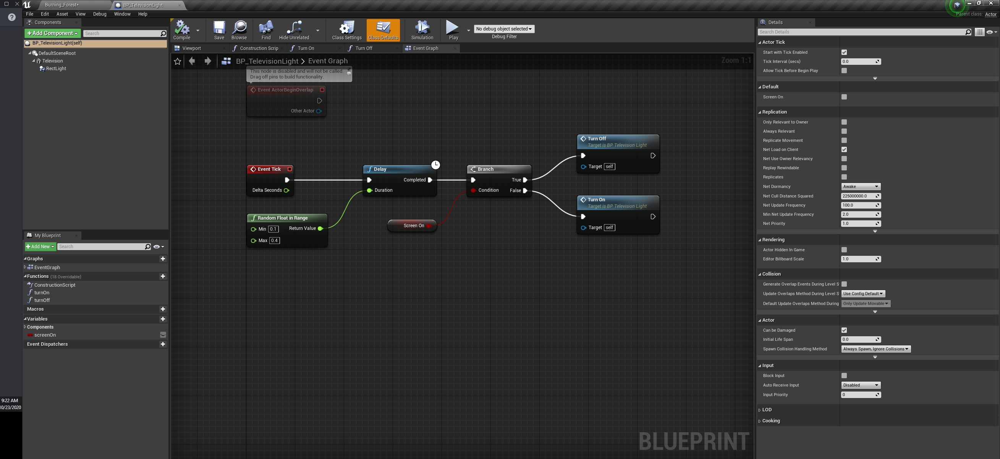 Burning_Forest*
BP_TelevisionLight
File
Edit
Asset
View
Debug
Window
Help
Parent class: Actor
Components
Add Component
Search
BP_TelevisionLight(self)
DefaultSceneRoot
Television
RectLight
Compile
Save
Browse
Find
Hide Unrelated
Class Settings
Class Defaults
Simulation
Play
No debug object selected
Debug Filter
Viewport
Construction Scrip
Turn On
Turn Off
Event Graph
BP_TelevisionLight > Event Graph
Zoom 1:1
This node is disabled and will not be called.
Drag off pins to build functionality.
Event ActorBeginOverlap
Other Actor
Event Tick
Delta Seconds
Delay
Completed
Duration
Branch
True
Condition
False
Turn Off
Target is BP Television Light
Target self
Turn On
Target is BP Television Light
Target self
Random Float in Range
Min 0.1
Return Value
Max 0.4
Screen On
BLUEPRINT
My Blueprint
Add New
Search
Graphs
EventGraph
Functions (18 Overridable)
ConstructionScript
turnOn
turnOff
Macros
Variables
Components
screenOn
Event Dispatchers
9:22 AM
10/23/2020
Details
Search Details
Actor Tick
Start with Tick Enabled
Tick Interval (secs) 0.0
Allow Tick Before Begin Play
Default
Screen On
Replication
Only Relevant to Owner
Always Relevant
Replicate Movement
Net Load on Client
Net Use Owner Relevancy
Replay Rewindable
Replicates
Net Dormancy Awake
Net Cull Distance Squared 225000000.0
Net Update Frequency 100.0
Min Net Update Frequency 2.0
Net Priority 1.0
Rendering
Actor Hidden In Game
Editor Billboard Scale 1.0
Collision
Generate Overlap Events During Level S
Update Overlaps Method During Level S Use Config Default
Default Update Overlaps Method During Only Update Movable
Actor
Can be Damaged
Initial Life Span 0.0
Spawn Collision Handling Method Always Spawn, Ignore Collisions
Input
Block Input
Auto Receive Input Disabled
Input Priority 0
LOD
Cooking